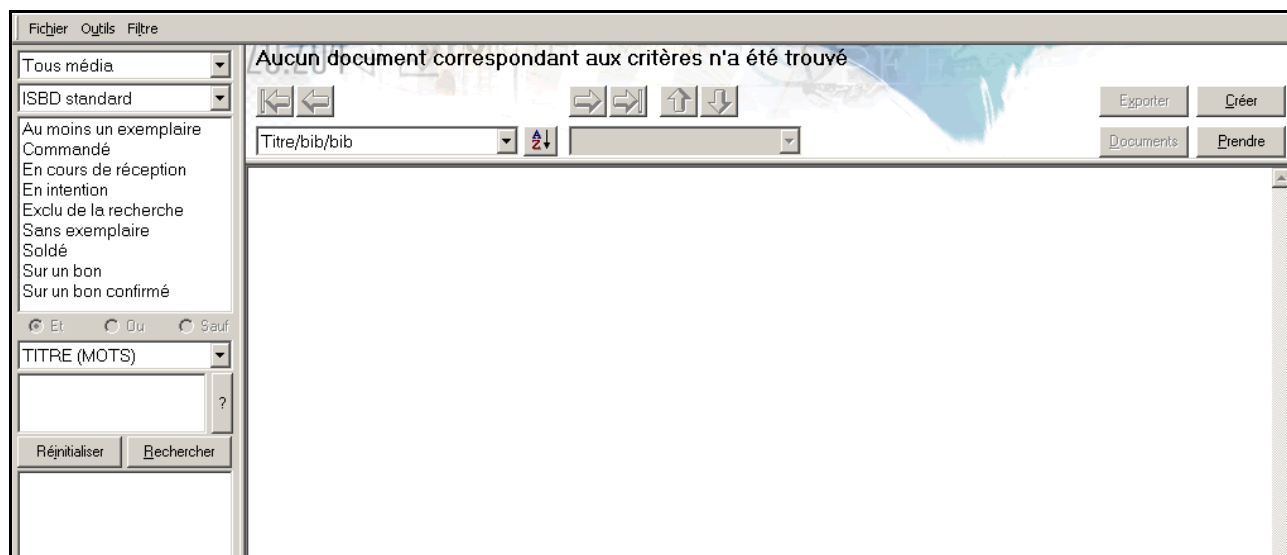 Fichier Outils Filtre
Tous média
ISBD standard
Au moins un exemplaire
Commandé
En cours de réception
En intention
Exclu de la recherche
Sans exemplaire
Soldé
Sur un bon
Sur un bon confirmé
Et Ou Sauf
TITRE (MOTS)
?
Réinitialiser Rechercher
Aucun document correspondant aux critères n'a été trouvé
Exporter Créer
Titre/bib/bib
A
Z
Documents Prendre